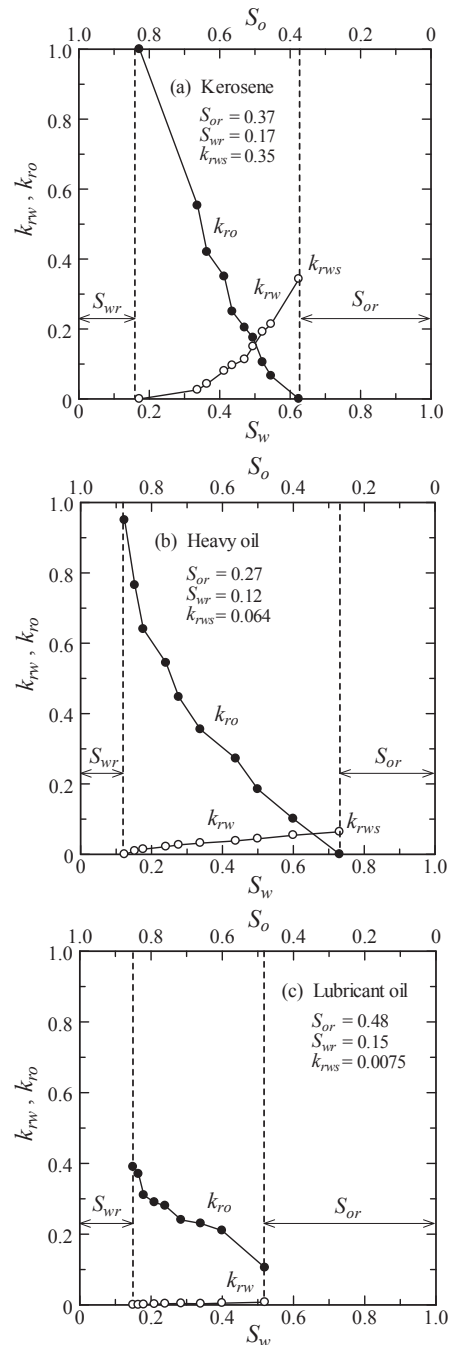 S_o
1.0 0.8 0.6 0.4 0.2 0
1.0
0.8
0.6
0.4
0.2
0
k_rw , k_ro
(a) Kerosene
S_or = 0.37
S_wr = 0.17
k_rws = 0.35
k_ro
k_rw
k_rws
S_wr
S_or
0.2 0.4 0.6 0.8 1.0
S_w
S_o
1.0 0.8 0.6 0.4 0.2 0
1.0
0.8
0.6
0.4
0.2
0
k_rw , k_ro
(b) Heavy oil
S_or = 0.27
S_wr = 0.12
k_rws = 0.064
k_ro
S_wr
S_or
k_rw
k_rws
0.2 0.4 0.6 0.8 1.0
S_w
S_o
1.0 0.8 0.6 0.4 0.2 0
1.0
0.8
0.6
0.4
0.2
0
k_rw , k_ro
(c) Lubricant oil
S_or = 0.48
S_wr = 0.15
k_rws = 0.0075
S_wr
k_ro
S_or
k_rw
0.2 0.4 0.6 0.8 1.0
S_w